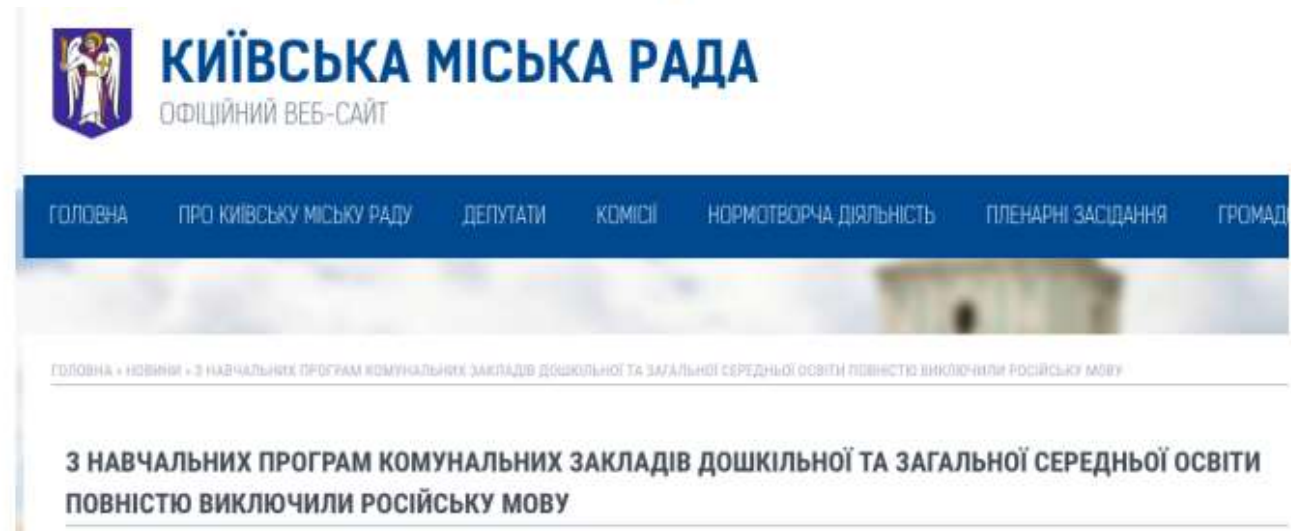 КИЇВСЬКА МІСЬКА РАДА
ОФІЦІЙНИЙ ВЕБ-САЙТ
ГОЛОВНА ПРО КИЇВСЬКУ МІСЬКУ РАДУ ДЕПУТАТИ КОМІСІЇ НОРМОТВОРЧА ДІЯЛЬНІСТЬ ПЛЕНАРНІ ЗАСІДАННЯ ГРОМАД
ГОЛОВНА » НОВИНИ » З НАВЧАЛЬНИХ ПРОГРАМ КОМУНАЛЬНИХ ЗАКЛАДІВ ДОШКІЛЬНОЇ ТА ЗАГАЛЬНОЇ СЕРЕДНЬОЇ ОСВІТИ ПОВНІСТЮ ВИКЛЮЧИЛИ РОСІЙСЬКУ МОВУ
З НАВЧАЛЬНИХ ПРОГРАМ КОМУНАЛЬНИХ ЗАКЛАДІВ ДОШКІЛЬНОЇ ТА ЗАГАЛЬНОЇ СЕРЕДНЬОЇ ОСВІТИ
ПОВНІСТЮ ВИКЛЮЧИЛИ РОСІЙСЬКУ МОВУ